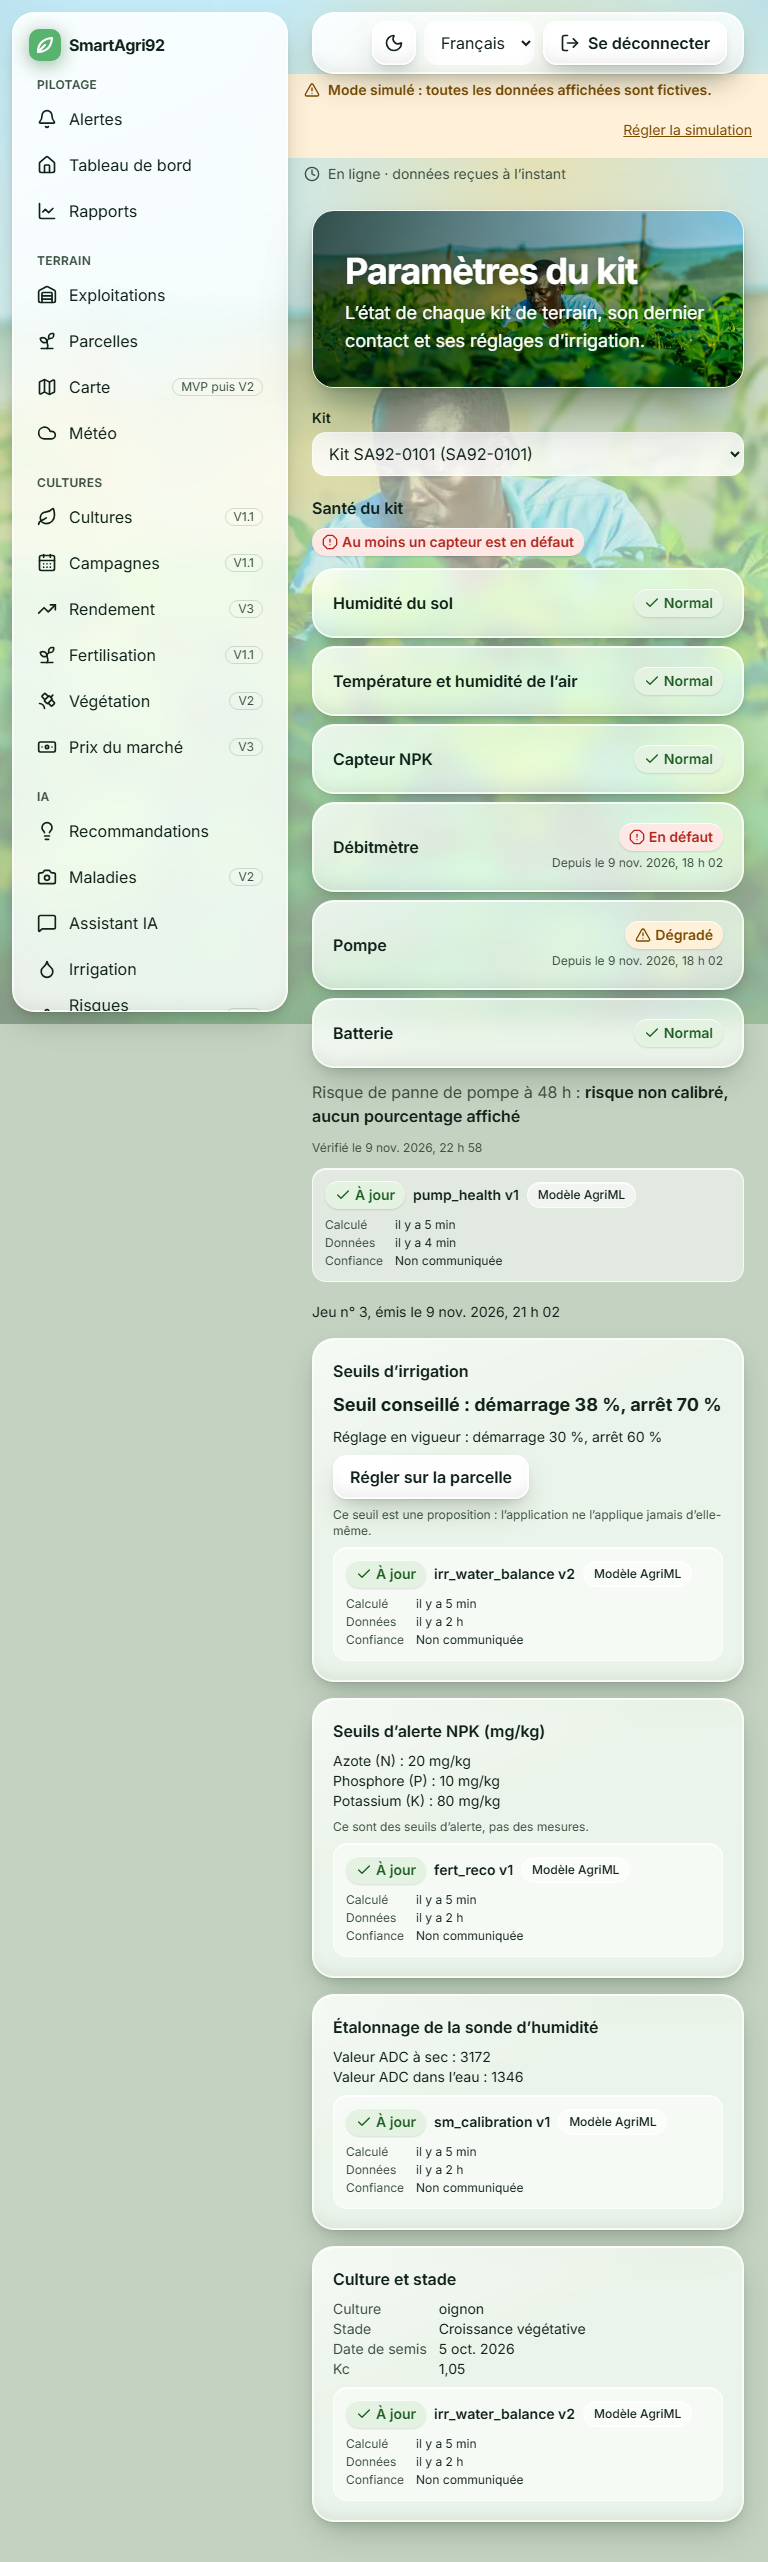 SmartAgri92
PILOTAGE
Alertes
Tableau de bord
Rapports
TERRAIN
Exploitations
Parcelles
Carte MVP puis V2
Météo
CULTURES
Cultures V1.1
Campagnes V1.1
Rendement V3
Fertilisation V1.1
Végétation V2
Prix du marché V3
IA
Recommandations
Maladies V2
Assistant IA
Irrigation
Risques
Français
Se déconnecter
Mode simulé : toutes les données affichées sont fictives.
Régler la simulation
En ligne · données reçues à l’instant
Paramètres du kit
L’état de chaque kit de terrain, son dernier
contact et ses réglages d’irrigation.
Kit
Kit SA92-0101 (SA92-0101)
Santé du kit
Au moins un capteur est en défaut
Humidité du sol Normal
Température et humidité de l’air Normal
Capteur NPK Normal
Débitmètre En défaut
Depuis le 9 nov. 2026, 18 h 02
Pompe Dégradé
Depuis le 9 nov. 2026, 18 h 02
Batterie Normal
Risque de panne de pompe à 48 h : risque non calibré,
aucun pourcentage affiché
Vérifié le 9 nov. 2026, 22 h 58
À jour pump_health v1 Modèle AgriML
Calculé il y a 5 min
Données il y a 4 min
Confiance Non communiquée
Jeu n° 3, émis le 9 nov. 2026, 21 h 02
Seuils d’irrigation
Seuil conseillé : démarrage 38 %, arrêt 70 %
Réglage en vigueur : démarrage 30 %, arrêt 60 %
Régler sur la parcelle
Ce seuil est une proposition : l’application ne l’applique jamais d’elle-
même.
À jour irr_water_balance v2 Modèle AgriML
Calculé il y a 5 min
Données il y a 2 h
Confiance Non communiquée
Seuils d’alerte NPK (mg/kg)
Azote (N) : 20 mg/kg
Phosphore (P) : 10 mg/kg
Potassium (K) : 80 mg/kg
Ce sont des seuils d’alerte, pas des mesures.
À jour fert_reco v1 Modèle AgriML
Calculé il y a 5 min
Données il y a 2 h
Confiance Non communiquée
Étalonnage de la sonde d’humidité
Valeur ADC à sec : 3172
Valeur ADC dans l’eau : 1346
À jour sm_calibration v1 Modèle AgriML
Calculé il y a 5 min
Données il y a 2 h
Confiance Non communiquée
Culture et stade
Culture oignon
Stade Croissance végétative
Date de semis 5 oct. 2026
Kc 1,05
À jour irr_water_balance v2 Modèle AgriML
Calculé il y a 5 min
Données il y a 2 h
Confiance Non communiquée